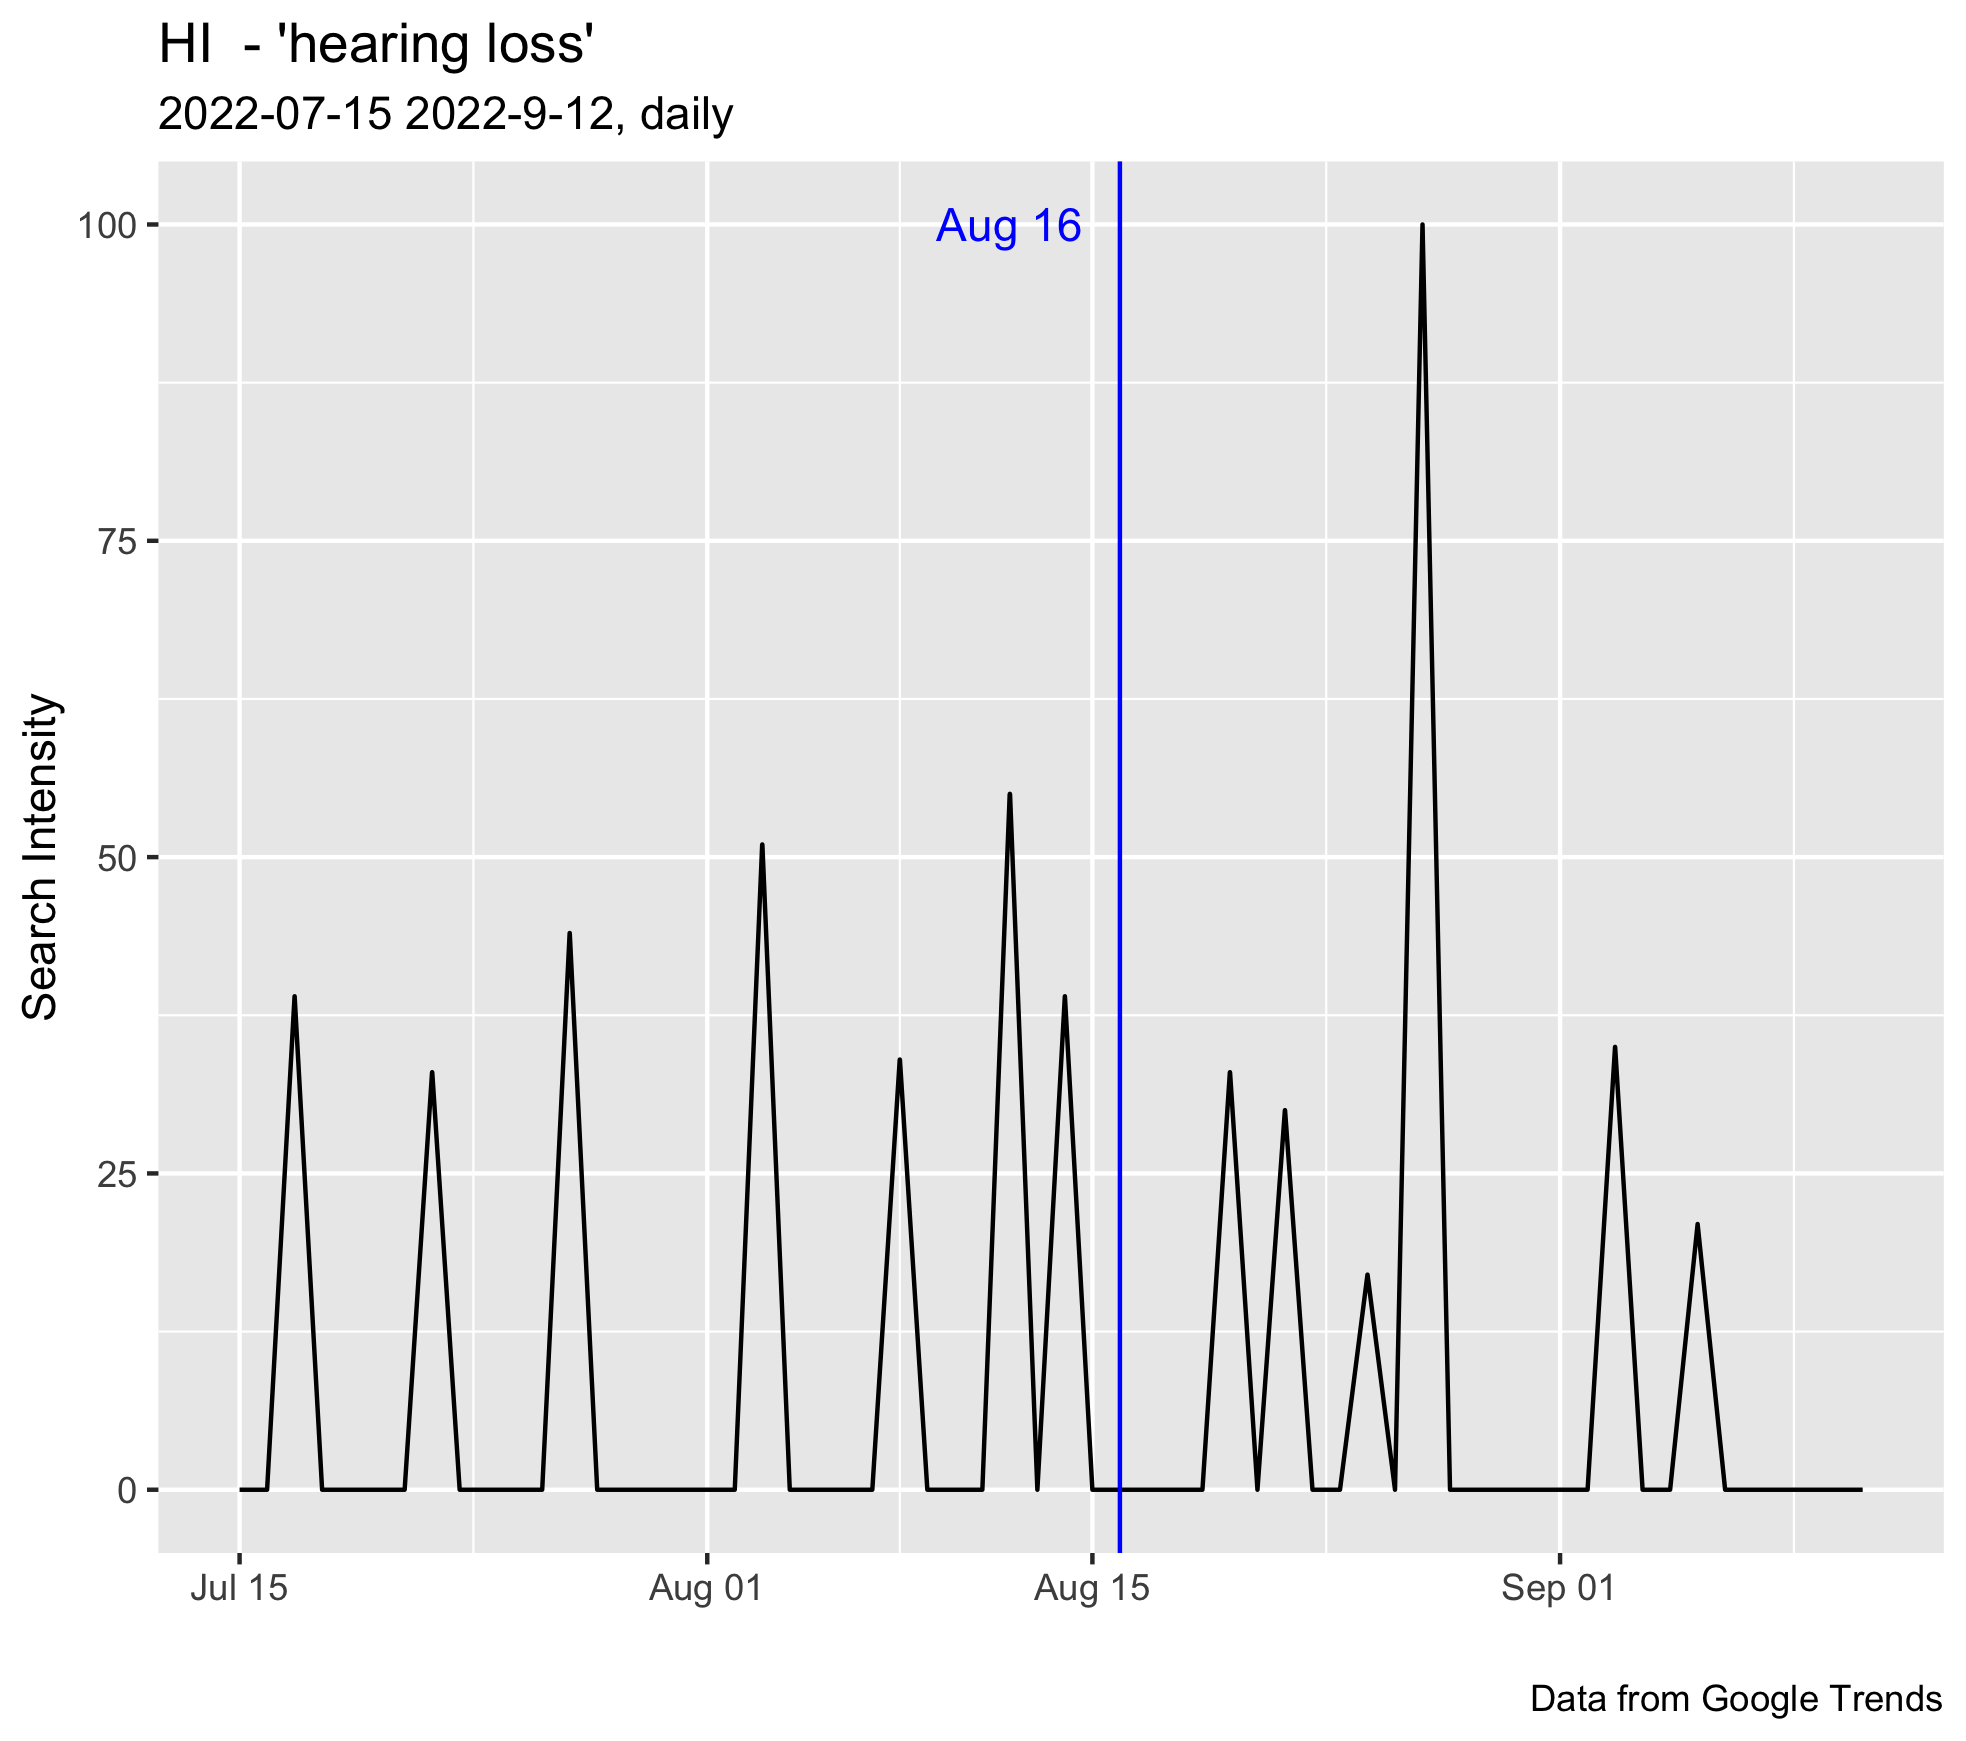 HI  - 'hearing loss'
2022-07-15 2022-9-12, daily
Aug 16
100
75
50
25
0
Search Intensity
Jul 15
Aug 01
Aug 15
Sep 01
Data from Google Trends